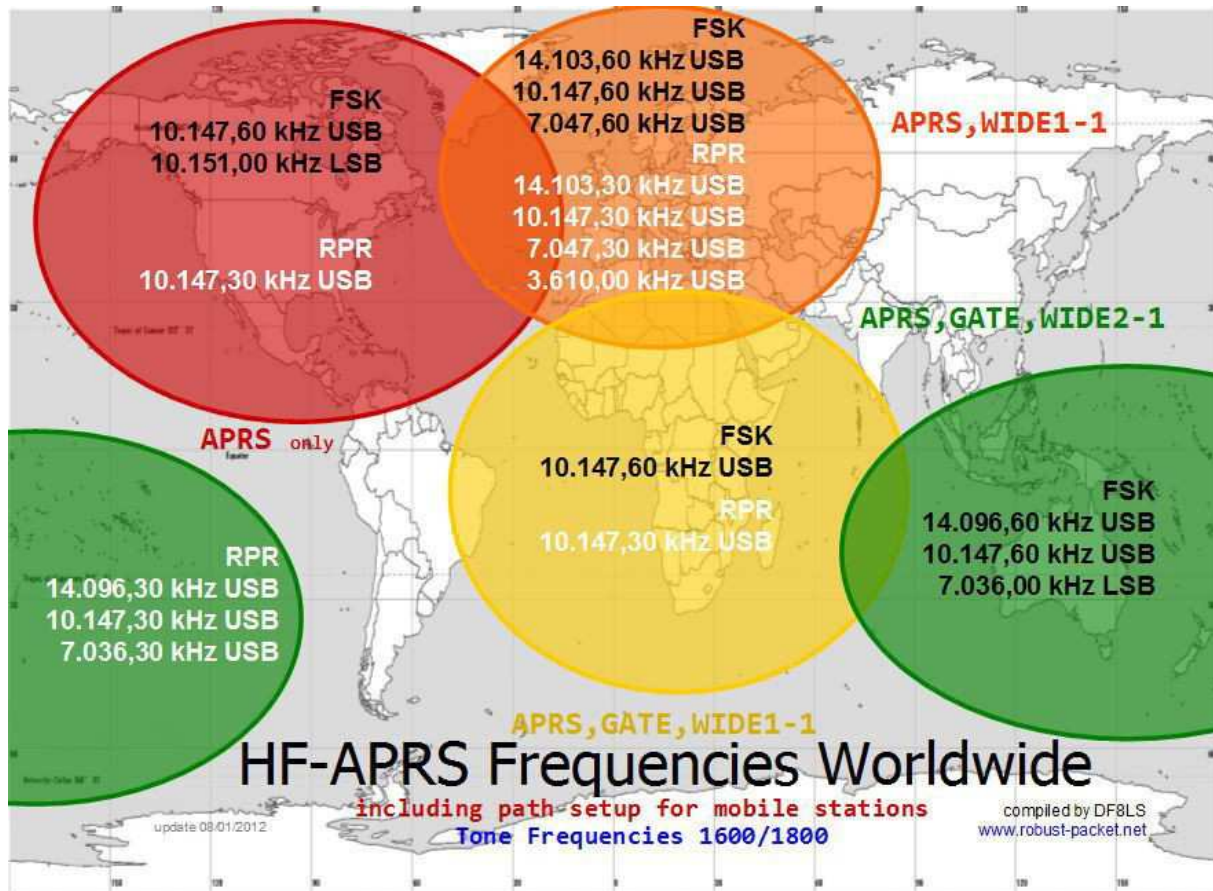 FSK
10.147,60 kHz USB
10.151,00 kHz LSB
RPR
10.147,30 kHz USB
APRS only
FSK
14.103,60 kHz USB
10.147,60 kHz USB
7.047,60 kHz USB
RPR
14.103,30 kHz USB
10.147,30 kHz USB
7.047,30 kHz USB
3.610,00 kHz USB
APRS,WIDE1-1
APRS,GATE,WIDE2-1
FSK
10.147,60 kHz USB
RPR
10.147,30 kHz USB
APRS,GATE,WIDE1-1
RPR
14.096,30 kHz USB
10.147,30 kHz USB
7.036,30 kHz USB
FSK
14.096,60 kHz USB
10.147,60 kHz USB
7.036,00 kHz LSB
Equator
HF-APRS Frequencies Worldwide
including path setup for mobile stations
Tone Frequencies 1600/1800
update 08/01/2012
compiled by DF8LS
www.robust-packet.net